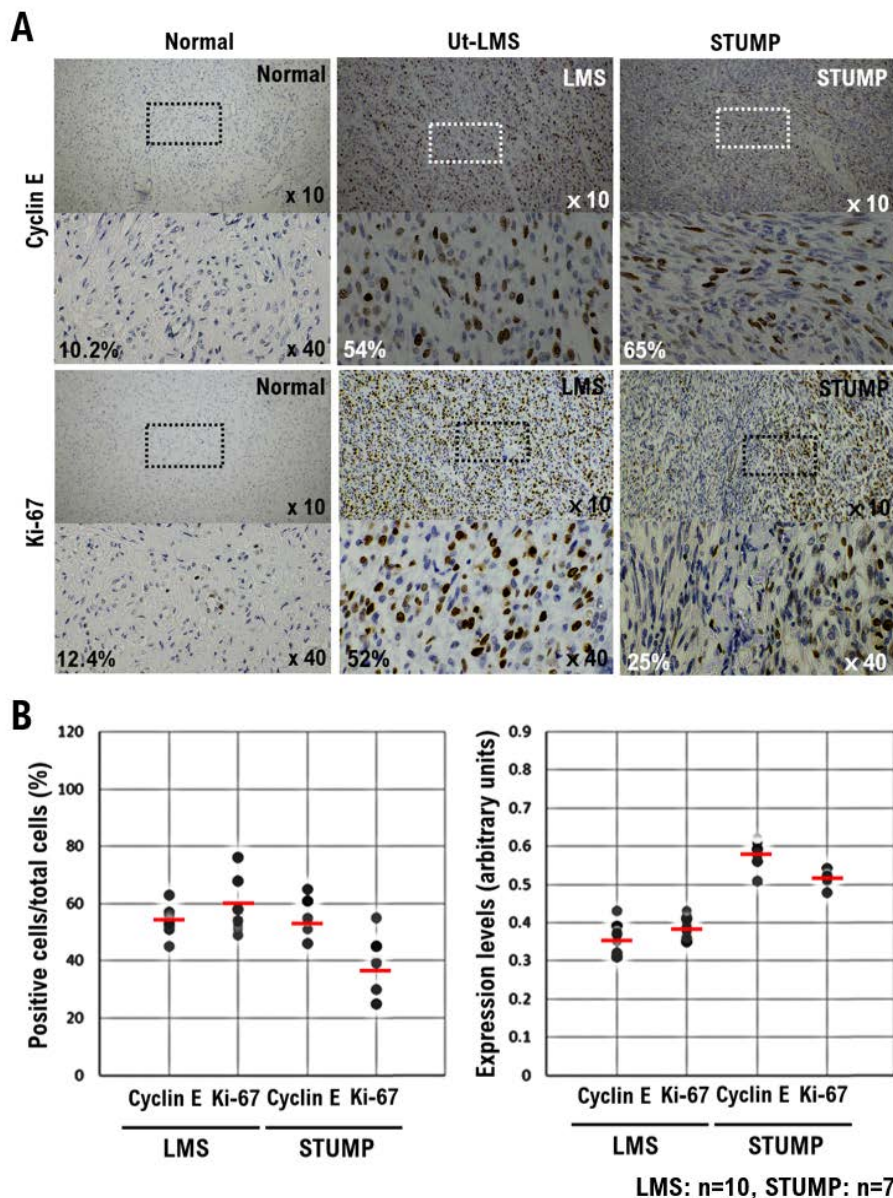 A
Normal
Ut-LMS
STUMP
Cyclin E
Normal
LMS
STUMP
x 10
x 10
x 10
10.2%
x 40
54%
65%
Ki-67
Normal
LMS
STUMP
x 10
x 10
x 10
12.4%
x 40
52%
x 40
25%
x 40
B
Positive cells/total cells (%)
120
100
80
60
40
20
0
Cyclin E Ki-67 Cyclin E Ki-67
LMS
STUMP
Expression levels (arbitrary units)
0.9
0.8
0.7
0.6
0.5
0.4
0.3
0.2
0.1
0
Cyclin E Ki-67 Cyclin E Ki-67
LMS
STUMP
LMS: n=10, STUMP: n=7